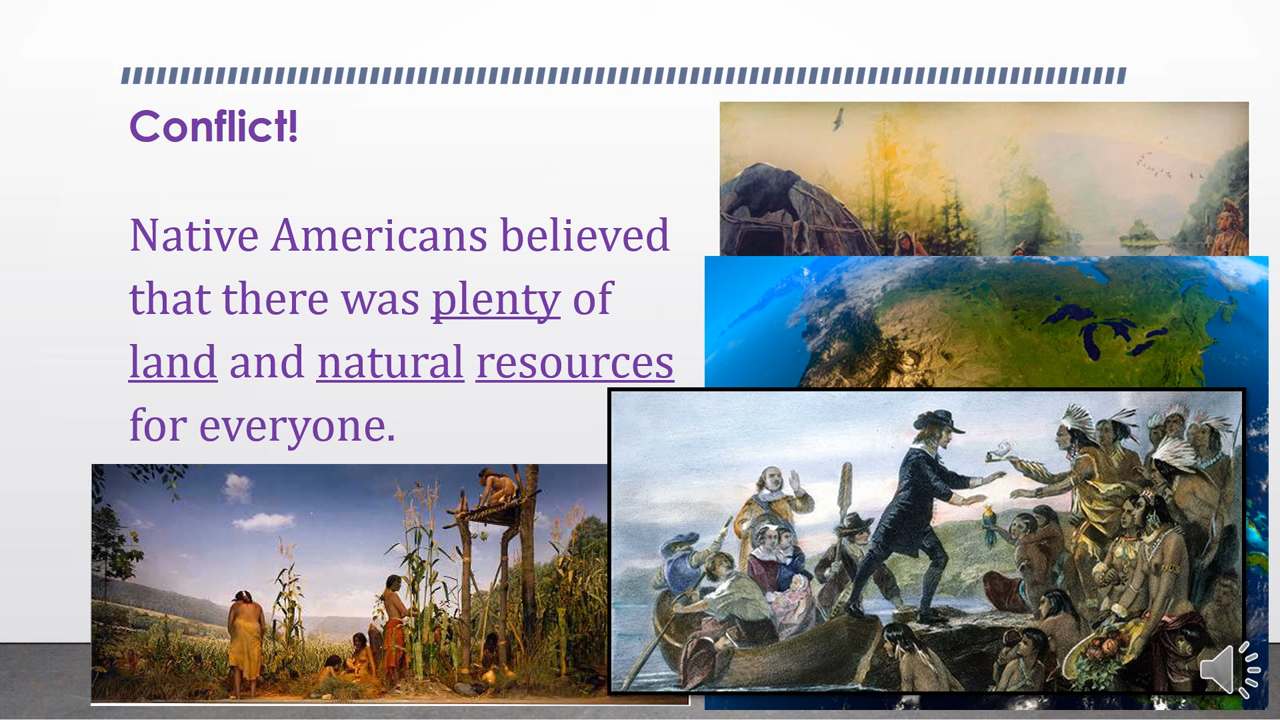 Conflict!
Native Americans believed
that there was plenty of
land and natural resources
for everyone.